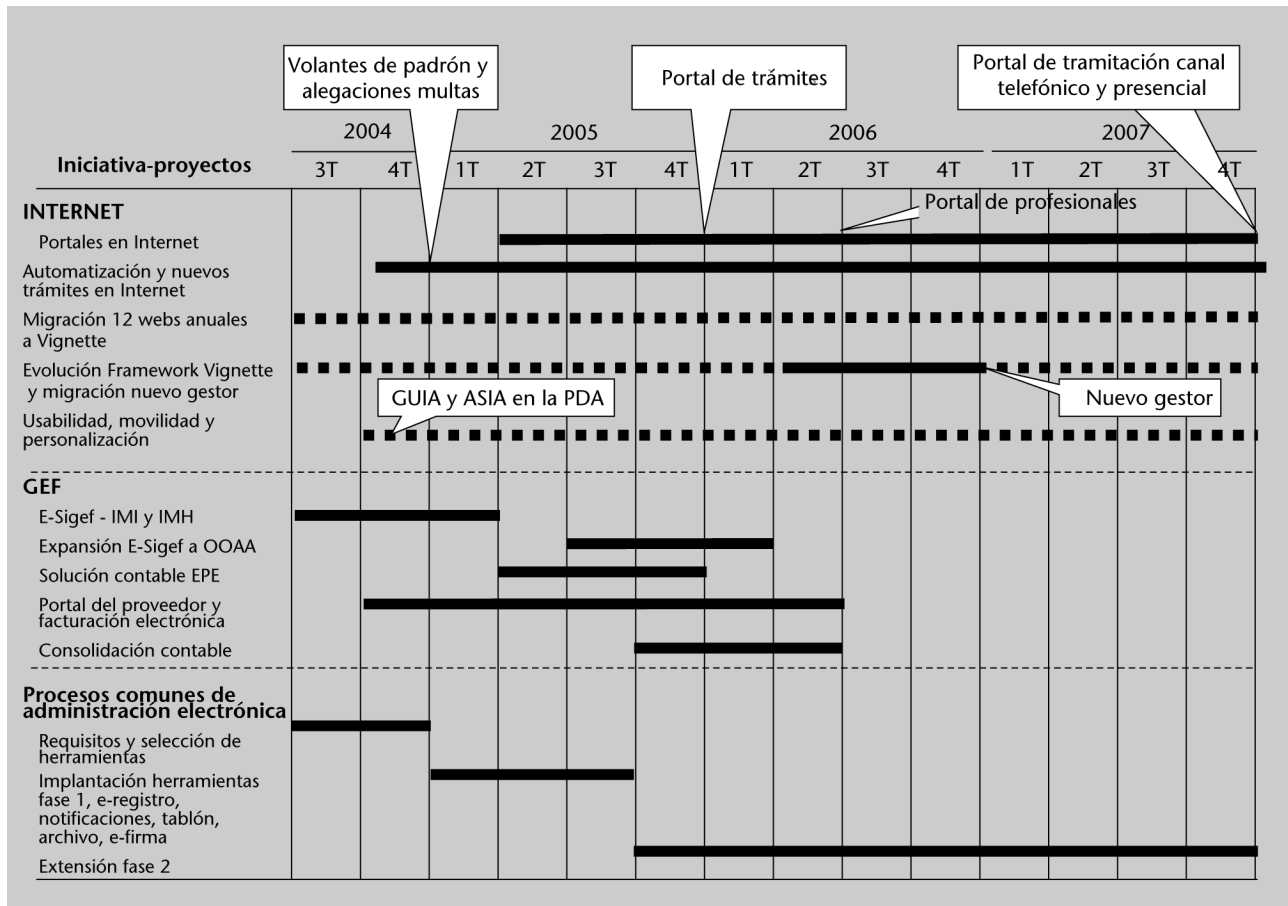 Volantes de padrón y
alegaciones multas
Portal de trámites
Portal de tramitación canal
telefónico y presencial
2004 2005 2006 2007
Iniciativa-proyectos 3T 4T 1T 2T 3T 4T 1T 2T 3T 4T 1T 2T 3T 4T
INTERNET
Portal de profesionales
Portales en Internet
Automatización y nuevos
trámites en Internet
Migración 12 webs anuales
a Vignette
Evolución Framework Vignette
y migración nuevo gestor
GUIA y ASIA en la PDA
Nuevo gestor
Usabilidad, movilidad y
personalización
GEF
E-Sigef - IMI y IMH
Expansión E-Sigef a OOAA
Solución contable EPE
Portal del proveedor y
facturación electrónica
Consolidación contable
Procesos comunes de
administración electrónica
Requisitos y selección de
herramientas
Implantación herramientas
fase 1, e-registro,
notificaciones, tablón,
archivo, e-firma
Extensión fase 2